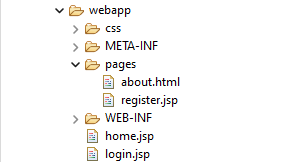 webapp
css
META-INF
pages
about.html
register.jsp
WEB-INF
home.jsp
login.jsp